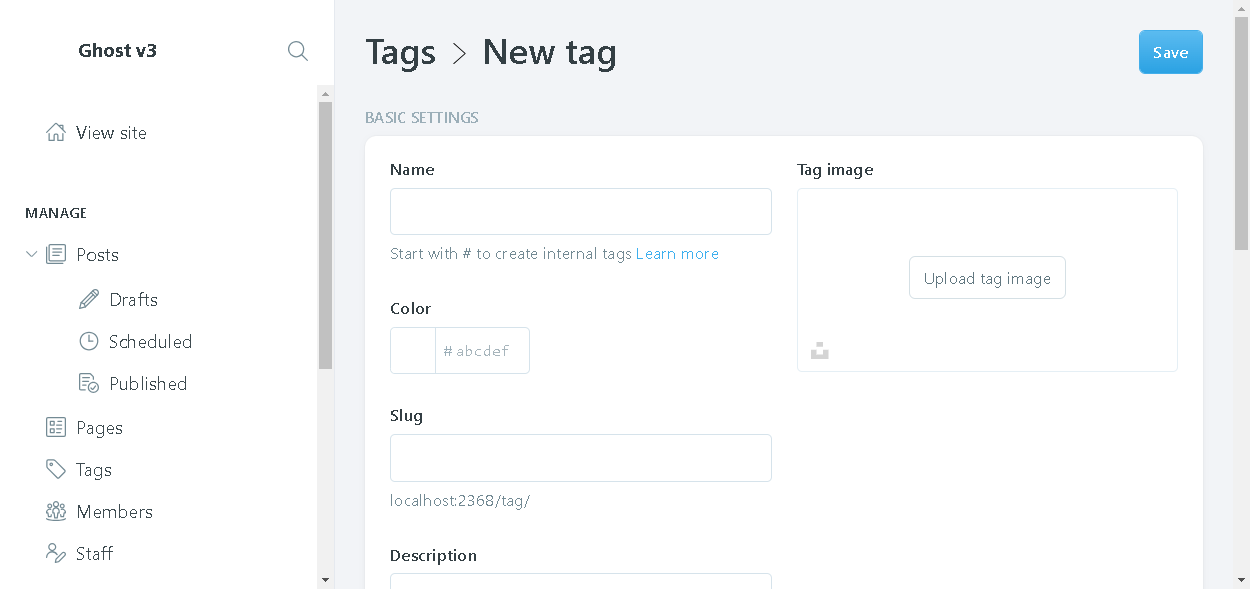 Ghost v3
View site
MANAGE
Posts
Drafts
Scheduled
Published
Pages
Tags
Members
Staff
Tags > New tag
Save
BASIC SETTINGS
Name
Start with # to create internal tags Learn more
Color
# abcdef
Slug
localhost:2368/tag/
Description
Tag image
Upload tag image